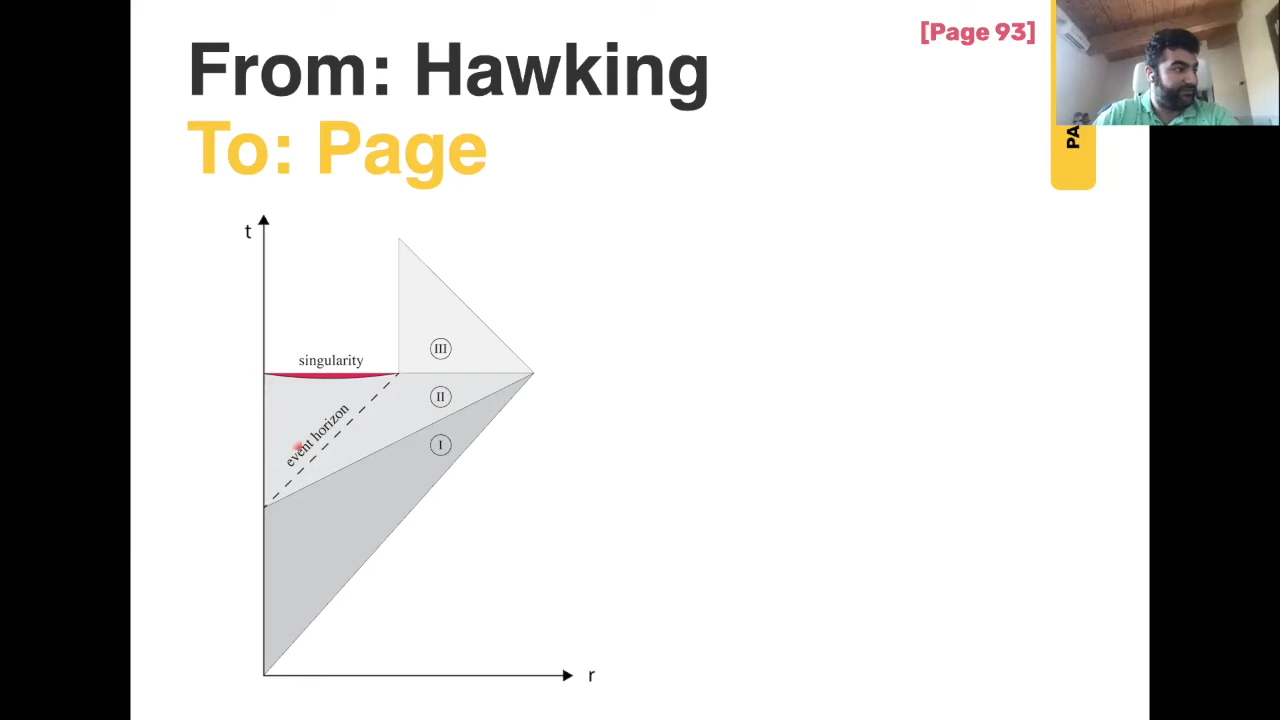 [Page 93]
From: Hawking
To: Page
PA
t
singularity
III
II
event horizon
I
r